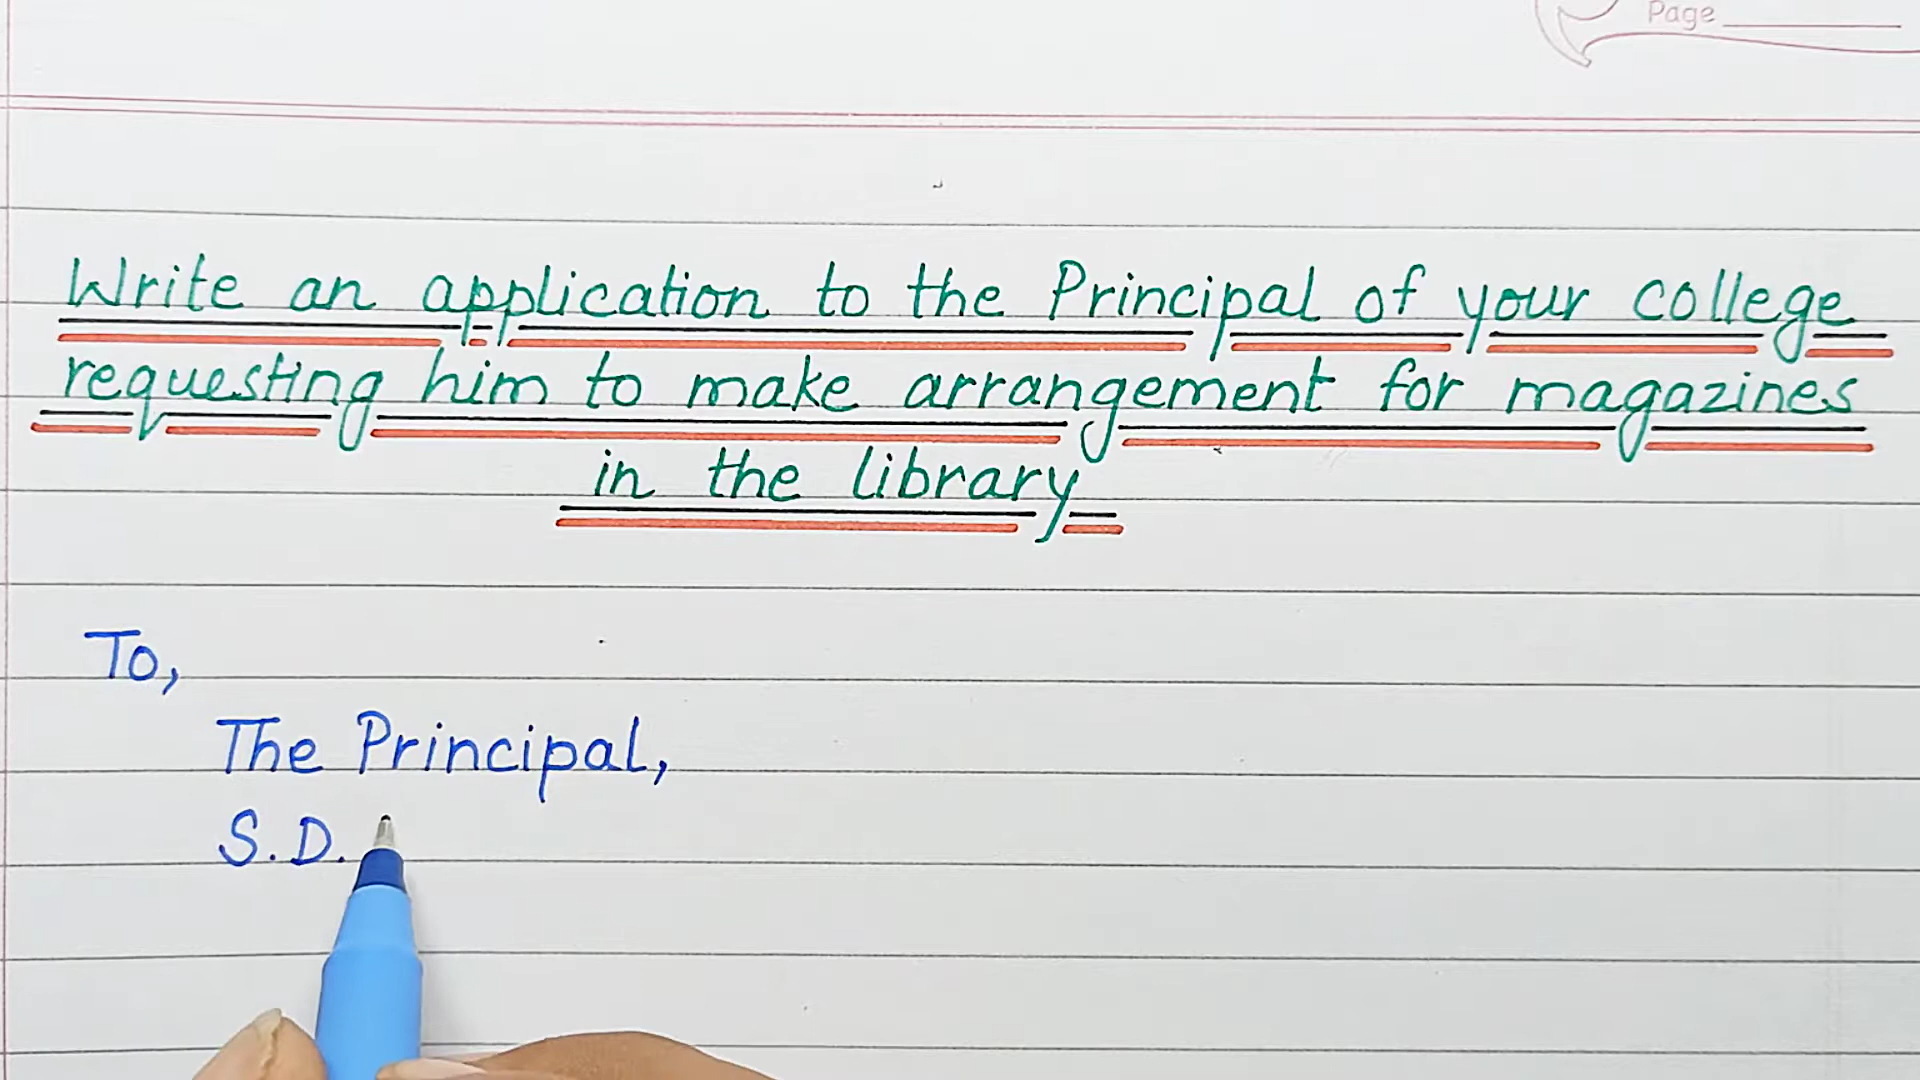 Page
Write an application to the Principal of your college
requesting him to make arrangement for magazines
in the library
To,
The Principal,
S.D.